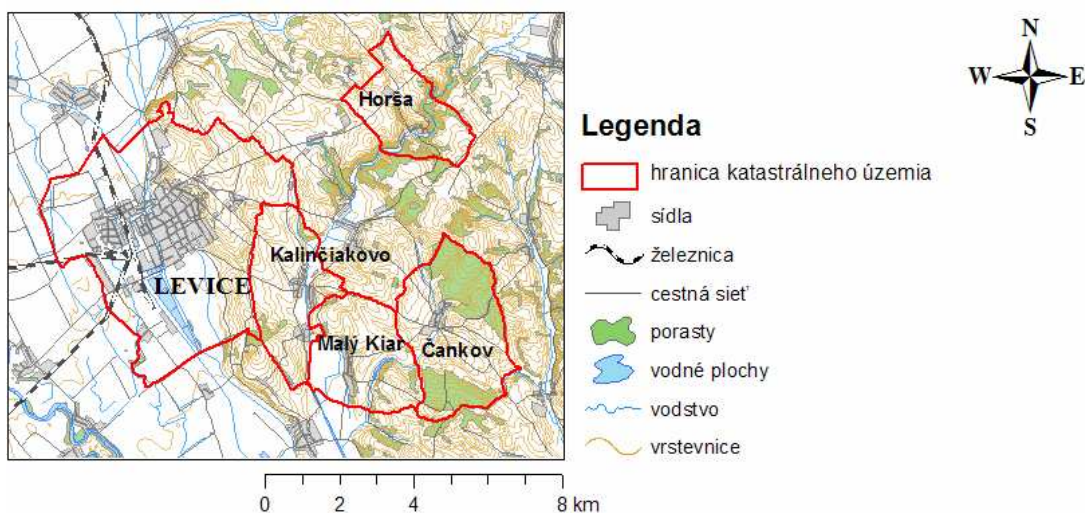 Horša
Kalinčiakovo
LEVICE
Malý Kiar
Čankov
N
W
E
S
Legenda
hranica katastrálneho územia
sídla
železnica
cestná sieť
porasty
vodné plochy
vodstvo
vrstevnice
0 2 4 8 km